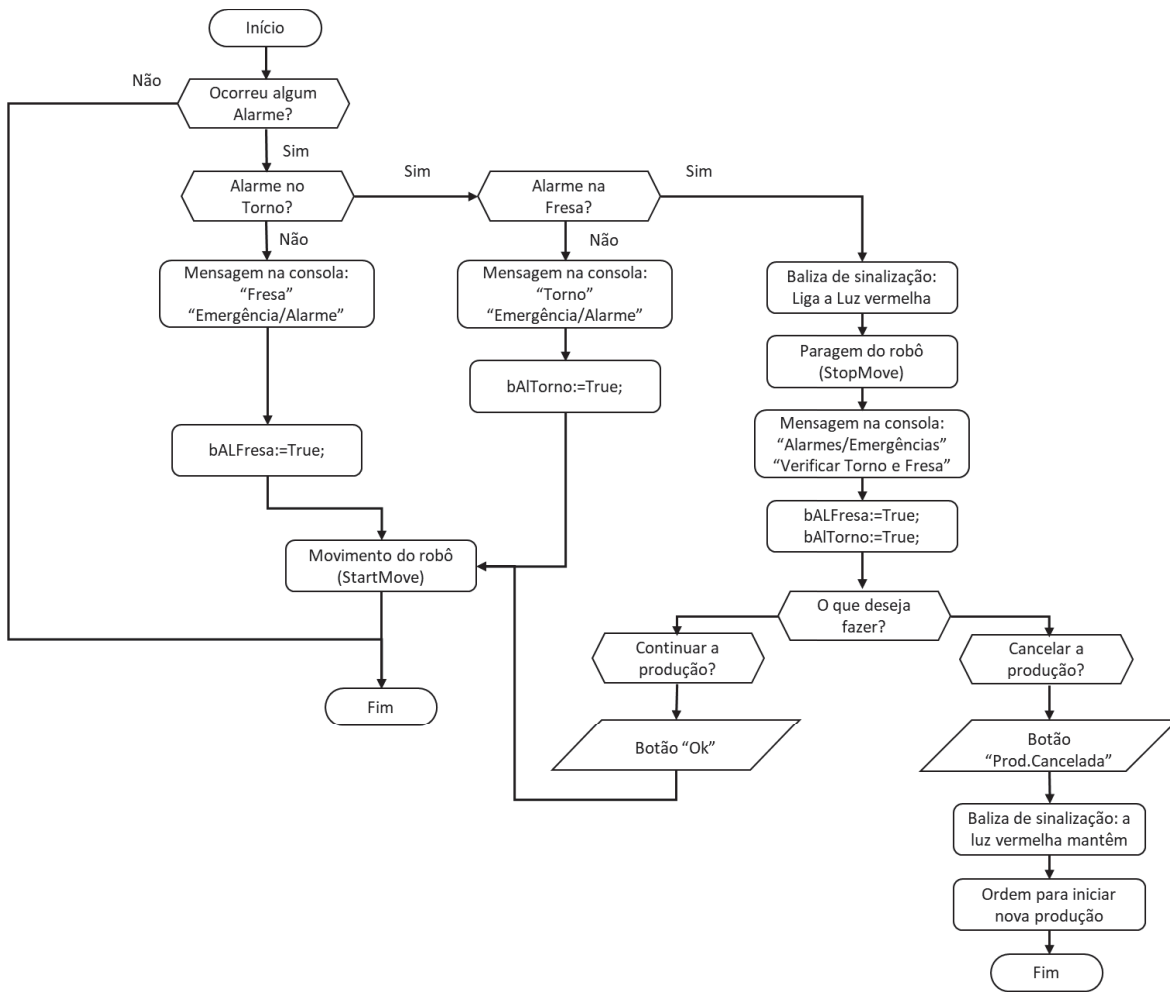 Início
Não
Ocorreu algum
Alarme?
Sim
Alarme no
Torno?
Sim
Alarme na
Fresa?
Sim
Não
Não
Mensagem na consola:
“Fresa”
“Emergência/Alarme”
Mensagem na consola:
“Torno”
“Emergência/Alarme”
Baliza de sinalização:
Liga a Luz vermelha
Paragem do robô
(StopMove)
bAlTorno:=True;
Mensagem na consola:
“Alarmes/Emergências”
“Verificar Torno e Fresa”
bALFresa:=True;
bALFresa:=True;
bAlTorno:=True;
Movimento do robô
(StartMove)
O que deseja
fazer?
Continuar a
produção?
Cancelar a
produção?
Fim
Botão “Ok”
Botão
“Prod.Cancelada”
Baliza de sinalização: a
luz vermelha mantêm
Ordem para iniciar
nova produção
Fim